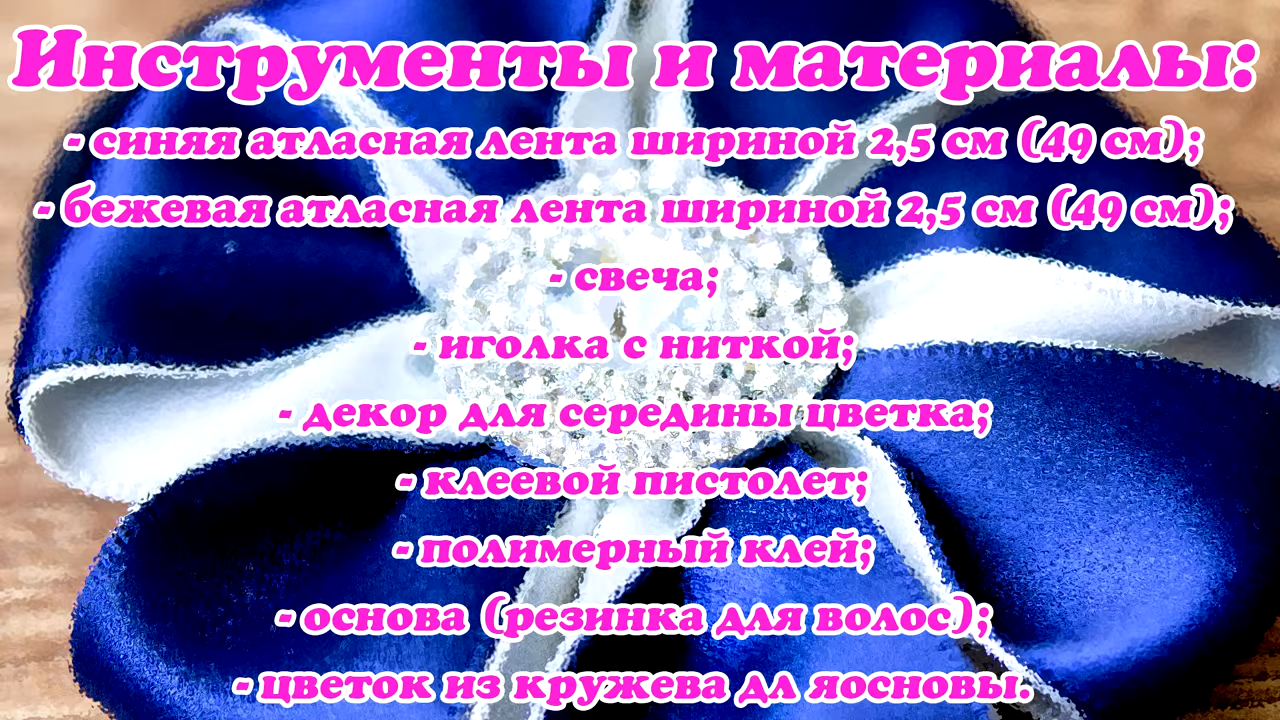 Инструменты и материалы:
- синяя атласная лента шириной 2,5 см (49 см);
- бежевая атласная лента шириной 2,5 см (49 см);
- свеча;
- иголка с ниткой;
- декор для середины цветка;
- клеевой пистолет;
- полимерный клей;
- основа (резинка для волос);
- цветок из кружева дл яосновы.